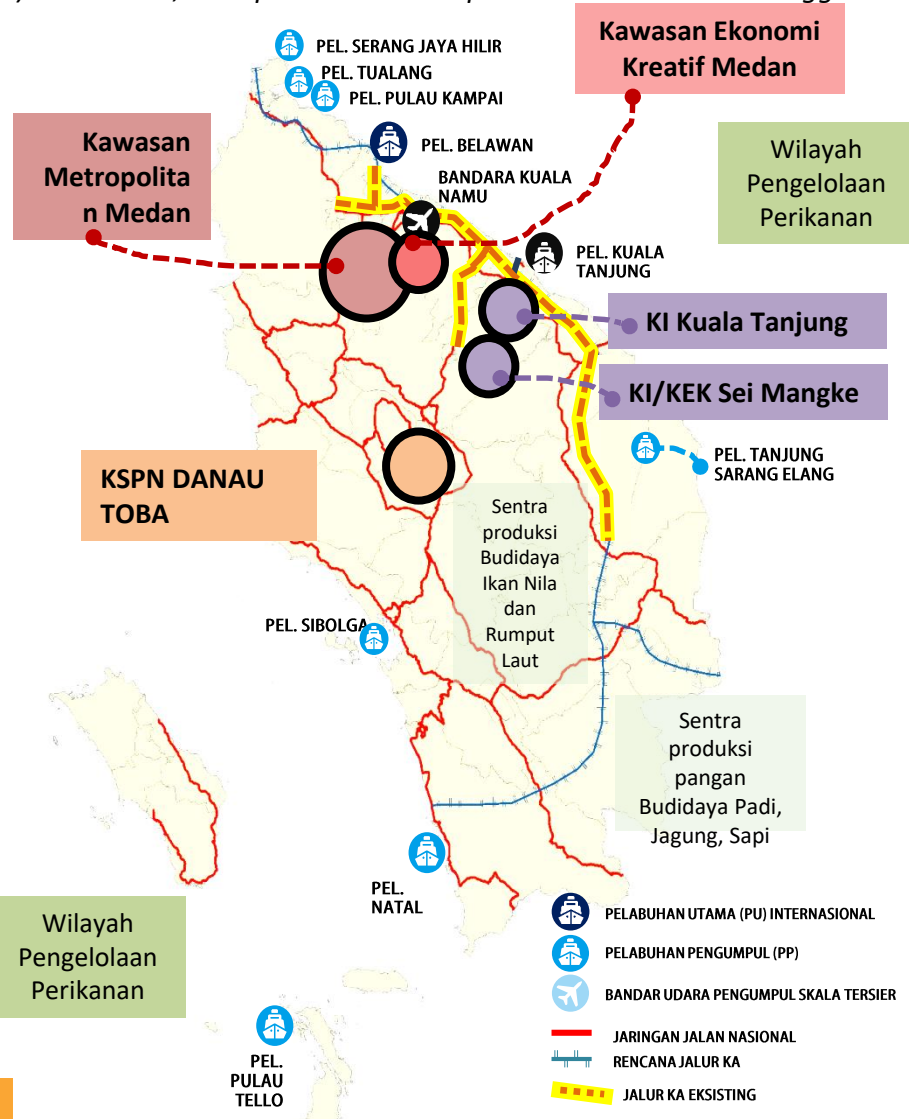 PEL. SERANG JAYA HILIR
PEL. TUALANG
PEL. PULAU KAMPAI
Kawasan Ekonomi
Kreatif Medan
Kawasan
Metropolita
n Medan
PEL. BELAWAN
BANDARA KUALA
NAMU
Wilayah
Pengelolaan
Perikanan
PEL. KUALA
TANJUNG
KI Kuala Tanjung
KI/KEK Sei Mangke
PEL. TANJUNG
SARANG ELANG
KSPN DANAU
TOBA
Sentra
produksi
Budidaya
Ikan Nila
dan
Rumput
Laut
PEL. SIBOLGA
Sentra
produksi
pangan
Budidaya Padi,
Jagung, Sapi
PEL.
NATAL
Wilayah
Pengelolaan
Perikanan
PEL.
PULAU
TELLO
PELABUHAN UTAMA (PU) INTERNASIONAL
PELABUHAN PENGUMPUL (PP)
BANDAR UDARA PENGUMPUL SKALA TERSIER
JARINGAN JALAN NASIONAL
RENCANA JALUR KA
JALUR KA EKSISTING